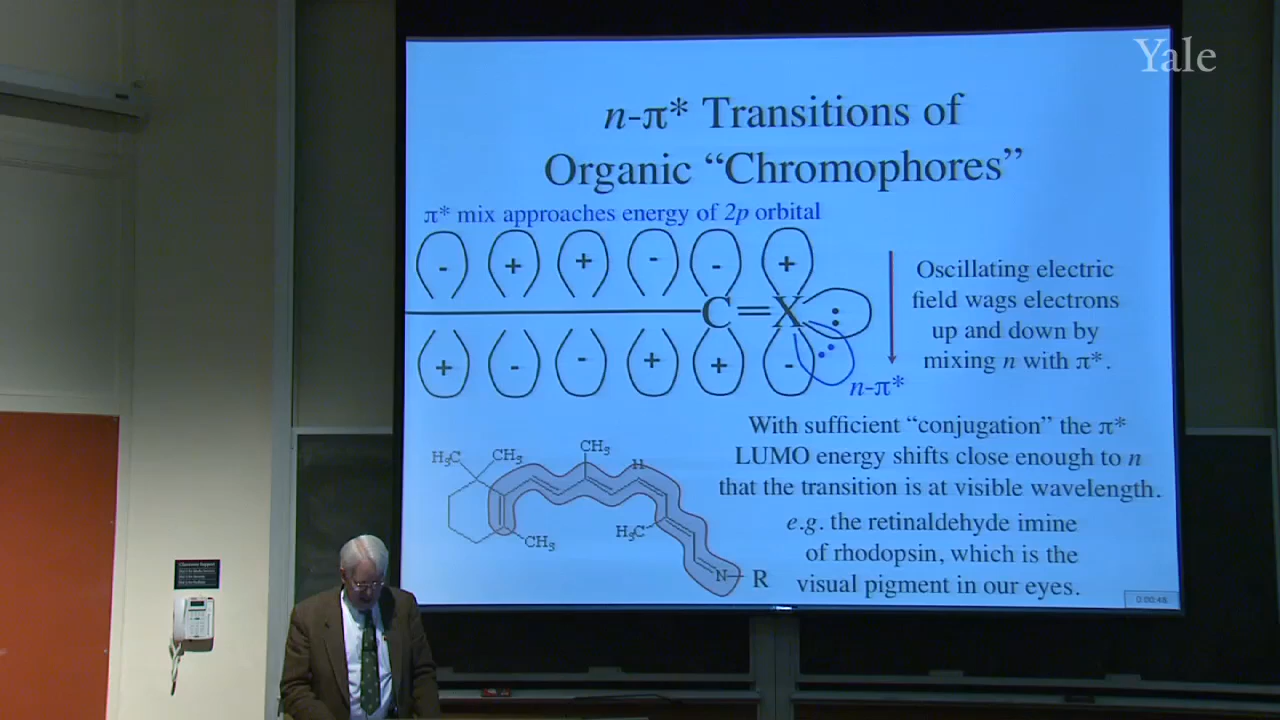 Yale
n-π* Transitions of
Organic “Chromophores”
π* mix approaches energy of 2p orbital
- + + - - +
C=X:
+ - - + + -
n-π*
Oscillating electric
field wags electrons
up and down by
mixing n with π*.
With sufficient “conjugation” the π*
LUMO energy shifts close enough to n
that the transition is at visible wavelength.
e.g. the retinaldehyde imine
of rhodopsin, which is the
visual pigment in our eyes.
H₃C
CH₃
CH₃
H
H₃C
CH₃
N
R
0:00:46